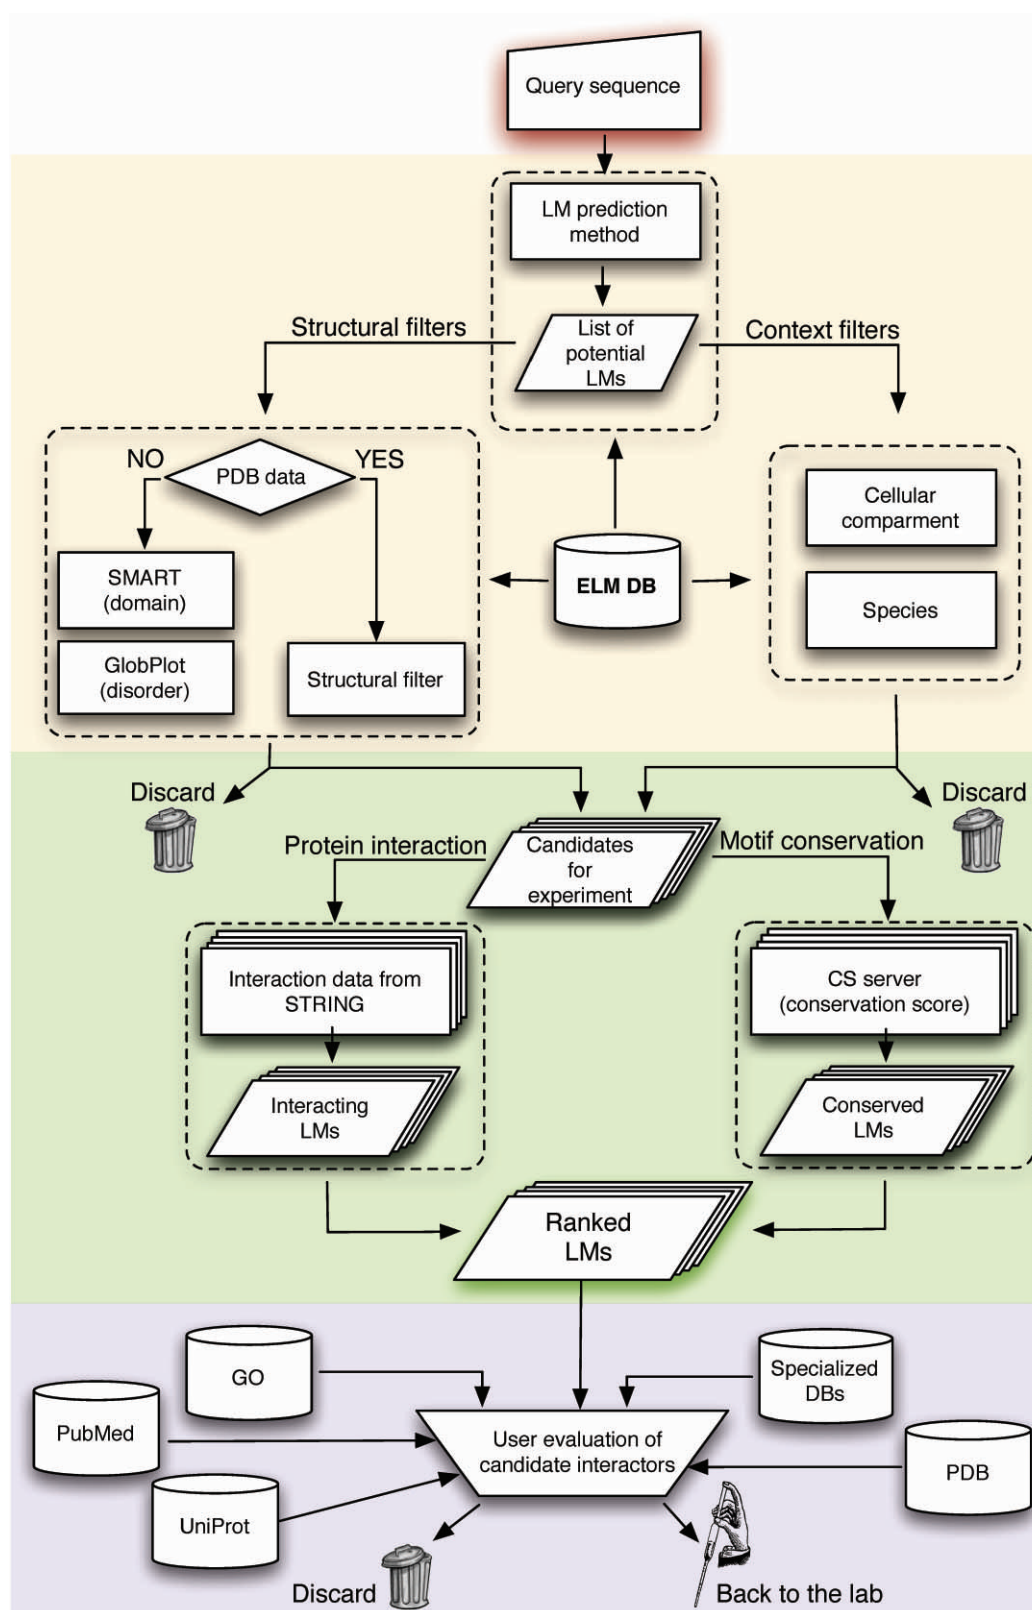 Query sequence
LM prediction
method
Structural filters
List of
potential
LMs
Context filters
NO
PDB data
YES
Cellular
comparment
SMART
(domain)
ELM DB
Species
GlobPlot
(disorder)
Structural filter
Discard
Discard
Protein interaction
Candidates
for
experiment
Motif conservation
Interaction data from
STRING
CS server
(conservation score)
Interacting
LMs
Conserved
LMs
Ranked
LMs
GO
Specialized
DBs
PubMed
User evaluation of
candidate interactors
PDB
UniProt
Discard
Back to the lab